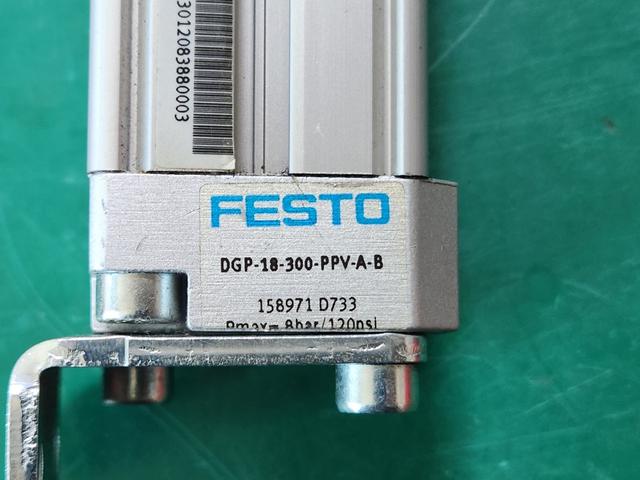 3012083880003
FESTO
DGP-18-300-PPV-A-B
158971 D733
Pmax= 8bar/120psi